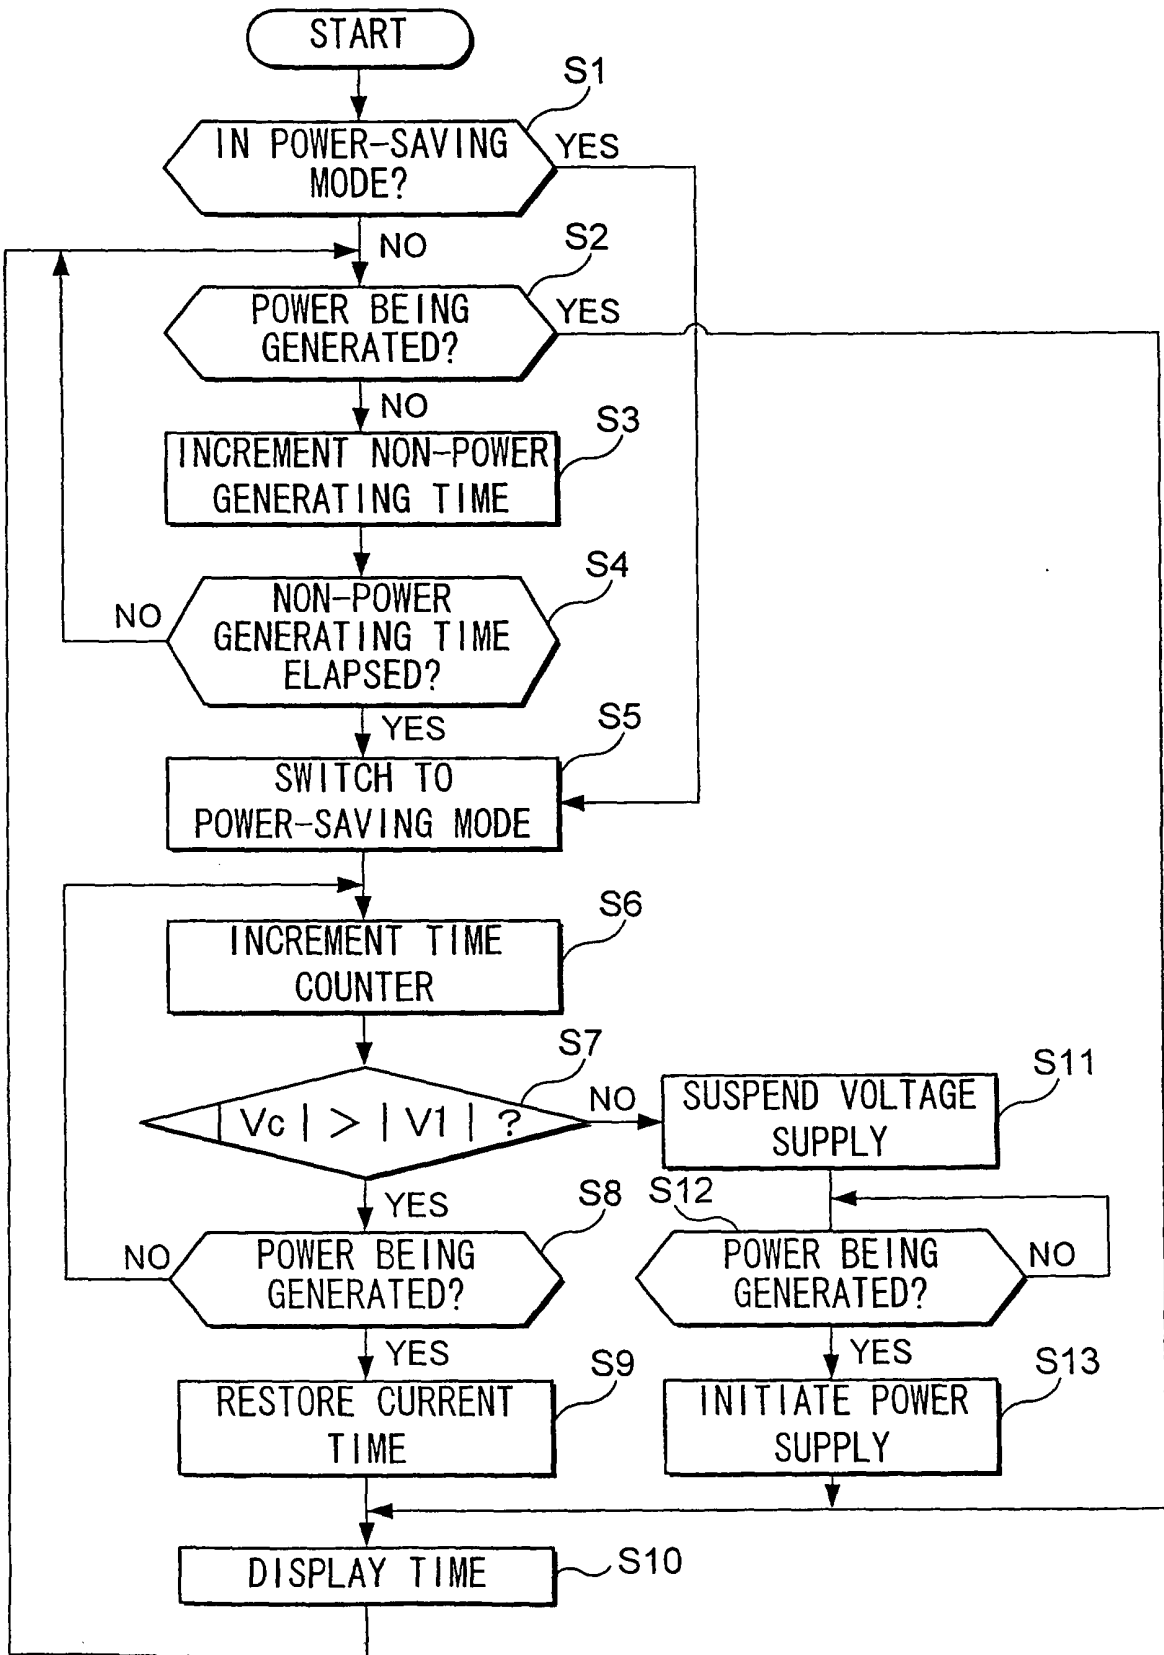 START
S1
IN POWER-SAVING
MODE?
YES
NO
S2
POWER BEING
GENERATED?
YES
NO
S3
INCREMENT NON-POWER
GENERATING TIME
S4
NON-POWER
GENERATING TIME
ELAPSED?
NO
YES
S5
SWITCH TO
POWER-SAVING MODE
S6
INCREMENT TIME
COUNTER
S7
| Vc | > | V1 | ?
NO
S11
SUSPEND VOLTAGE
SUPPLY
YES
S8
POWER BEING
GENERATED?
NO
S12
POWER BEING
GENERATED?
NO
YES
S9
RESTORE CURRENT
TIME
YES
S13
INITIATE POWER
SUPPLY
DISPLAY TIME
S10